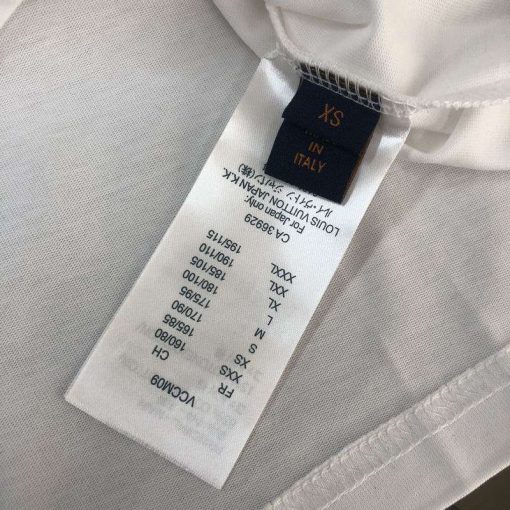 XS
IN
ITALY
VCCM09
FR CH
XXS 160/80
XS 165/85
S 170/90
M 175/95
L 180/100
XL 185/105
XXL 190/110
XXXL 195/115
CA 36929
For Japan only:
LOUIS VUITTON JAPAN K.K.
ルイ・ヴィトン ジャパン(株)